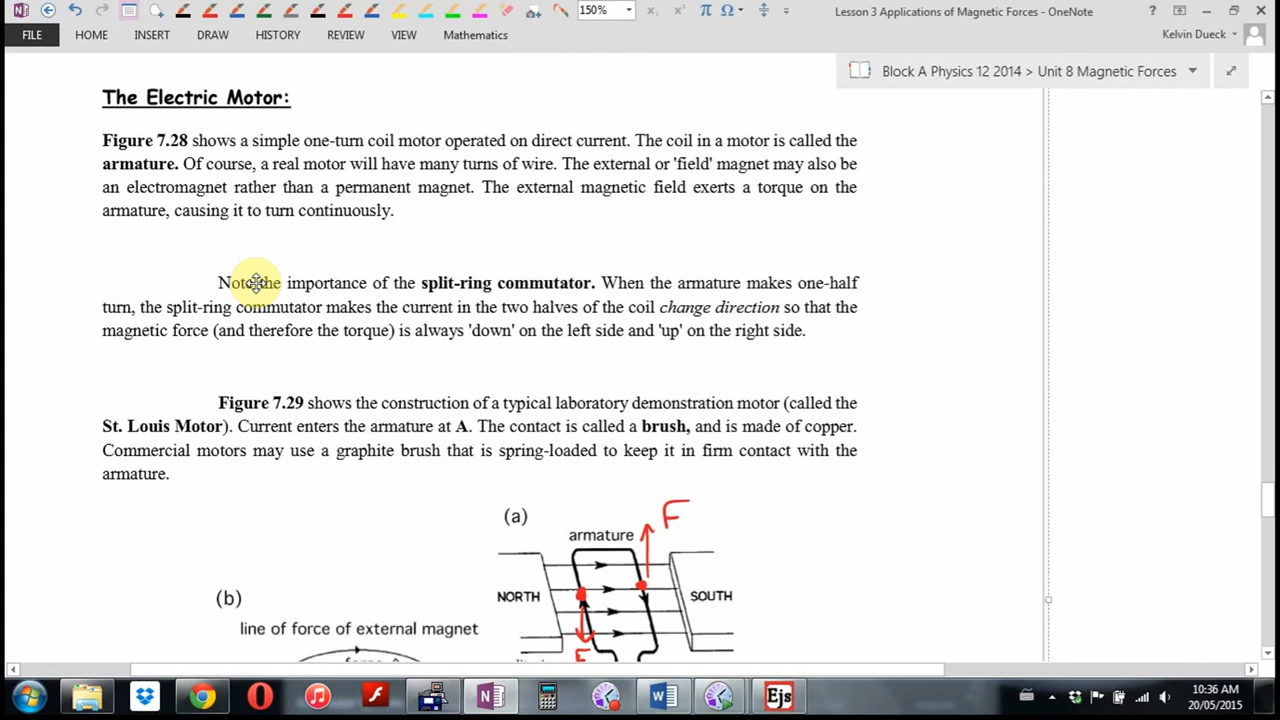 150%
Lesson 3 Applications of Magnetic Forces - OneNote
FILE HOME INSERT DRAW HISTORY REVIEW VIEW Mathematics
Kelvin Dueck
Block A Physics 12 2014 > Unit 8 Magnetic Forces
The Electric Motor:
Figure 7.28 shows a simple one-turn coil motor operated on direct current. The coil in a motor is called the
armature. Of course, a real motor will have many turns of wire. The external or 'field' magnet may also be
an electromagnet rather than a permanent magnet. The external magnetic field exerts a torque on the
armature, causing it to turn continuously.
Note the importance of the split-ring commutator. When the armature makes one-half
turn, the split-ring commutator makes the current in the two halves of the coil change direction so that the
magnetic force (and therefore the torque) is always 'down' on the left side and 'up' on the right side.
Figure 7.29 shows the construction of a typical laboratory demonstration motor (called the
St. Louis Motor). Current enters the armature at A. The contact is called a brush, and is made of copper.
Commercial motors may use a graphite brush that is spring-loaded to keep it in firm contact with the
armature.
(a)
F
armature
NORTH
SOUTH
(b)
line of force of external magnet
F
Ejs
10:36 AM
20/05/2015